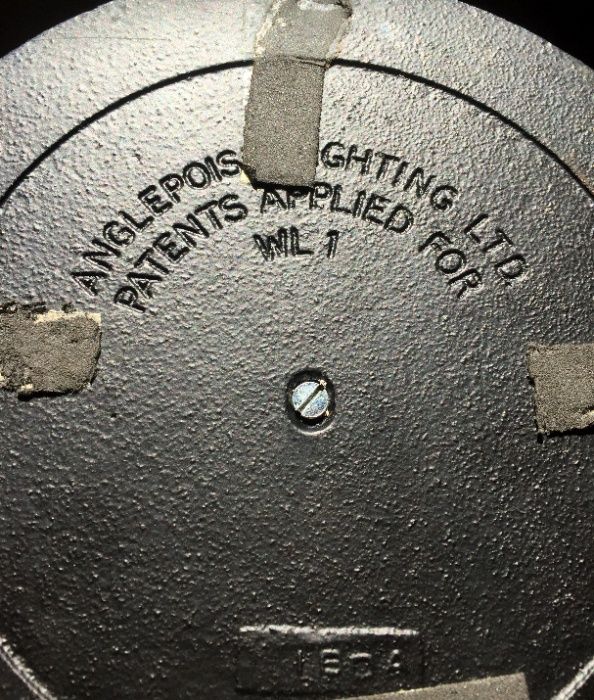 ANGLEPOIS GHTING LTD.
PATENTS APPLIED FOR
WL 1